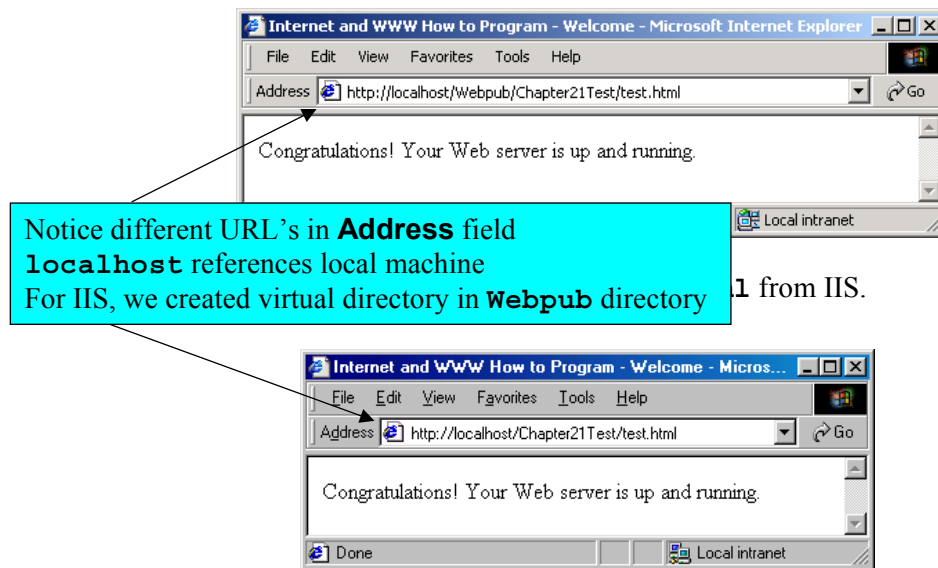 Internet and WWW How to Program - Welcome - Microsoft Internet Explorer
File Edit View Favorites Tools Help
Address http://localhost/Webpub/Chapter21Test/test.html Go
Congratulations! Your Web server is up and running.
Local intranet
Notice different URL’s in Address field
localhost references local machine
For IIS, we created virtual directory in Webpub directory
from IIS.
Internet and WWW How to Program - Welcome - Micros...
File Edit View Favorites Tools Help
Address http://localhost/Chapter21Test/test.html Go
Congratulations! Your Web server is up and running.
Done Local intranet